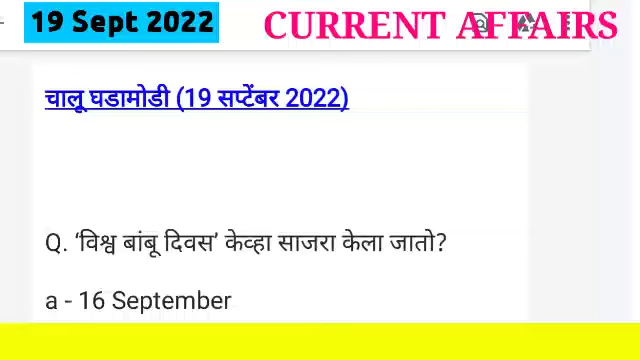 19 Sept 2022 CURRENT AFFAIRS
चालू घडामोडी (19 सप्टेंबर 2022)
Q. ‘विश्व बांबू दिवस’ केव्हा साजरा केला जातो?
a - 16 September